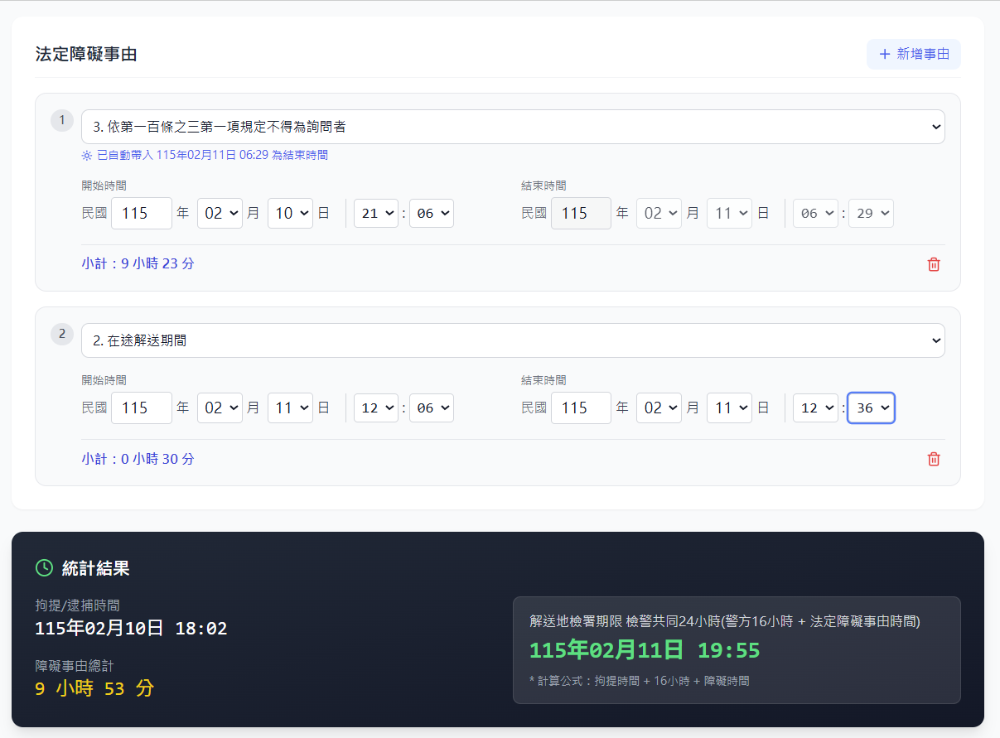 法定障礙事由
+ 新增事由
1
3. 依第一百條之三第一項規定不得為詢問者
已自動帶入 115年02月11日 06:29 為結束時間
開始時間
民國 115 年 02 月 10 日 21 : 06
結束時間
民國 115 年 02 月 11 日 06 : 29
小計：9 小時 23 分
2
2. 在途解送期間
開始時間
民國 115 年 02 月 11 日 12 : 06
結束時間
民國 115 年 02 月 11 日 12 : 36
小計：0 小時 30 分
統計結果
拘提/逮捕時間
115年02月10日 18:02
障礙事由總計
9 小時 53 分
解送地檢署期限 檢警共同24小時(警方16小時 + 法定障礙事由時間)
115年02月11日 19:55
* 計算公式：拘提時間 + 16小時 + 障礙時間